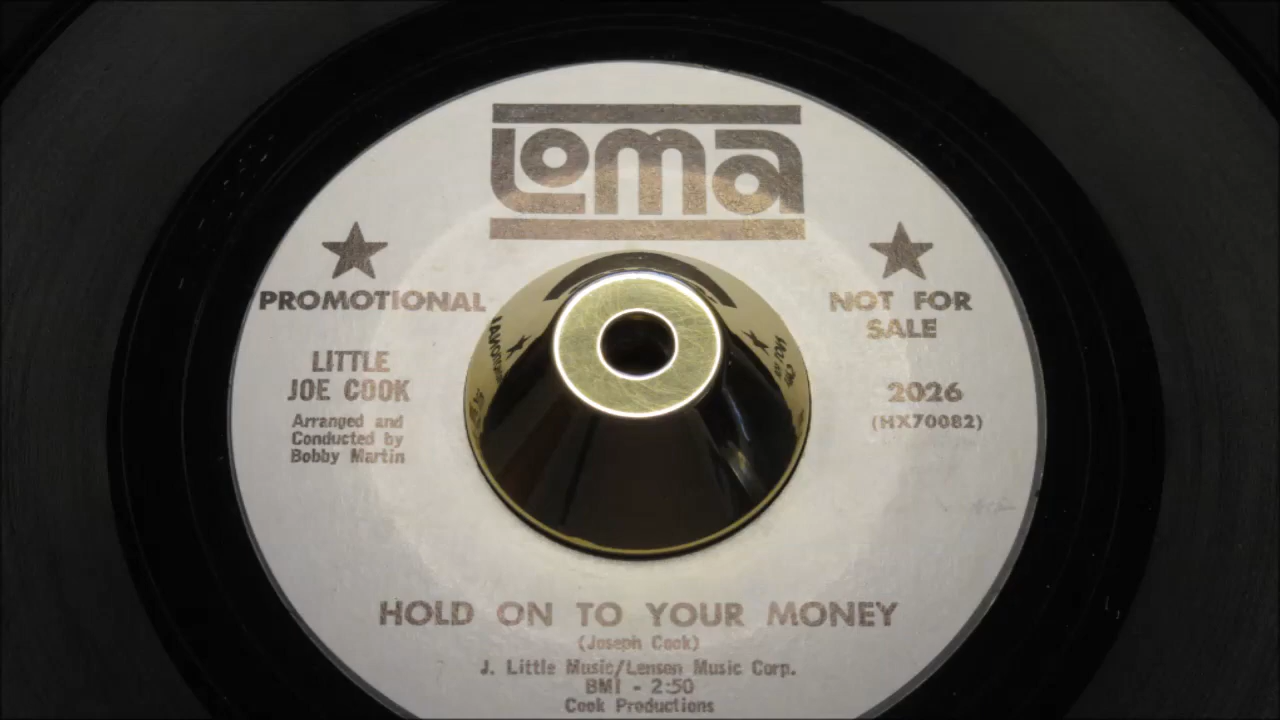 LOMA
PROMOTIONAL
NOT FOR
SALE
LITTLE
JOE COOK
Arranged and
Conducted by
Bobby Martin
2026
(HX70082)
HOLD ON TO YOUR MONEY
(Joseph Cook)
J. Little Music/Lensen Music Corp.
BMI - 2:50
Cook Productions